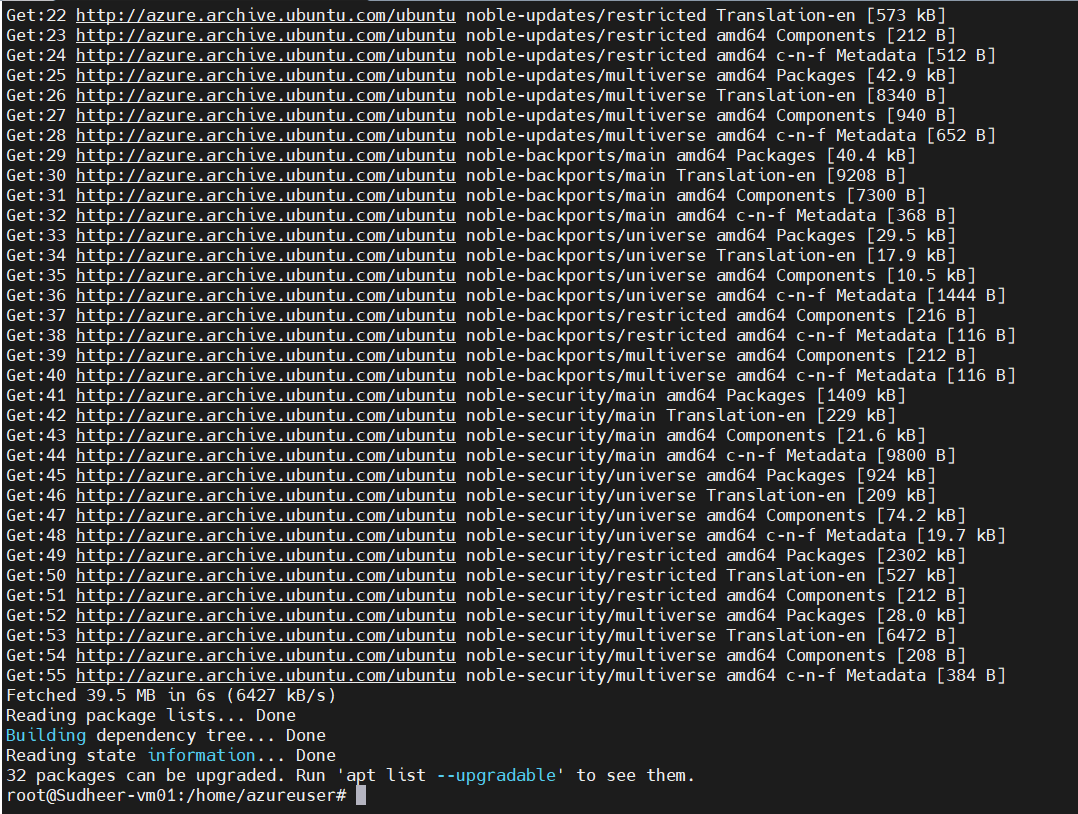 Get:22 http://azure.archive.ubuntu.com/ubuntu noble-updates/restricted Translation-en [573 kB]
Get:23 http://azure.archive.ubuntu.com/ubuntu noble-updates/restricted amd64 Components [212 B]
Get:24 http://azure.archive.ubuntu.com/ubuntu noble-updates/restricted amd64 c-n-f Metadata [512 B]
Get:25 http://azure.archive.ubuntu.com/ubuntu noble-updates/multiverse amd64 Packages [42.9 kB]
Get:26 http://azure.archive.ubuntu.com/ubuntu noble-updates/multiverse Translation-en [8340 B]
Get:27 http://azure.archive.ubuntu.com/ubuntu noble-updates/multiverse amd64 Components [940 B]
Get:28 http://azure.archive.ubuntu.com/ubuntu noble-updates/multiverse amd64 c-n-f Metadata [652 B]
Get:29 http://azure.archive.ubuntu.com/ubuntu noble-backports/main amd64 Packages [40.4 kB]
Get:30 http://azure.archive.ubuntu.com/ubuntu noble-backports/main Translation-en [9208 B]
Get:31 http://azure.archive.ubuntu.com/ubuntu noble-backports/main amd64 Components [7300 B]
Get:32 http://azure.archive.ubuntu.com/ubuntu noble-backports/main amd64 c-n-f Metadata [368 B]
Get:33 http://azure.archive.ubuntu.com/ubuntu noble-backports/universe amd64 Packages [29.5 kB]
Get:34 http://azure.archive.ubuntu.com/ubuntu noble-backports/universe Translation-en [17.9 kB]
Get:35 http://azure.archive.ubuntu.com/ubuntu noble-backports/universe amd64 Components [10.5 kB]
Get:36 http://azure.archive.ubuntu.com/ubuntu noble-backports/universe amd64 c-n-f Metadata [1444 B]
Get:37 http://azure.archive.ubuntu.com/ubuntu noble-backports/restricted amd64 Components [216 B]
Get:38 http://azure.archive.ubuntu.com/ubuntu noble-backports/restricted amd64 c-n-f Metadata [116 B]
Get:39 http://azure.archive.ubuntu.com/ubuntu noble-backports/multiverse amd64 Components [212 B]
Get:40 http://azure.archive.ubuntu.com/ubuntu noble-backports/multiverse amd64 c-n-f Metadata [116 B]
Get:41 http://azure.archive.ubuntu.com/ubuntu noble-security/main amd64 Packages [1409 kB]
Get:42 http://azure.archive.ubuntu.com/ubuntu noble-security/main Translation-en [229 kB]
Get:43 http://azure.archive.ubuntu.com/ubuntu noble-security/main amd64 Components [21.6 kB]
Get:44 http://azure.archive.ubuntu.com/ubuntu noble-security/main amd64 c-n-f Metadata [9800 B]
Get:45 http://azure.archive.ubuntu.com/ubuntu noble-security/universe amd64 Packages [924 kB]
Get:46 http://azure.archive.ubuntu.com/ubuntu noble-security/universe Translation-en [209 kB]
Get:47 http://azure.archive.ubuntu.com/ubuntu noble-security/universe amd64 Components [74.2 kB]
Get:48 http://azure.archive.ubuntu.com/ubuntu noble-security/universe amd64 c-n-f Metadata [19.7 kB]
Get:49 http://azure.archive.ubuntu.com/ubuntu noble-security/restricted amd64 Packages [2302 kB]
Get:50 http://azure.archive.ubuntu.com/ubuntu noble-security/restricted Translation-en [527 kB]
Get:51 http://azure.archive.ubuntu.com/ubuntu noble-security/restricted amd64 Components [212 B]
Get:52 http://azure.archive.ubuntu.com/ubuntu noble-security/multiverse amd64 Packages [28.0 kB]
Get:53 http://azure.archive.ubuntu.com/ubuntu noble-security/multiverse Translation-en [6472 B]
Get:54 http://azure.archive.ubuntu.com/ubuntu noble-security/multiverse amd64 Components [208 B]
Get:55 http://azure.archive.ubuntu.com/ubuntu noble-security/multiverse amd64 c-n-f Metadata [384 B]
Fetched 39.5 MB in 6s (6427 kB/s)
Reading package lists... Done
Building dependency tree... Done
Reading state information... Done
32 packages can be upgraded. Run 'apt list --upgradable' to see them.
root@Sudheer-vm01:/home/azureuser#